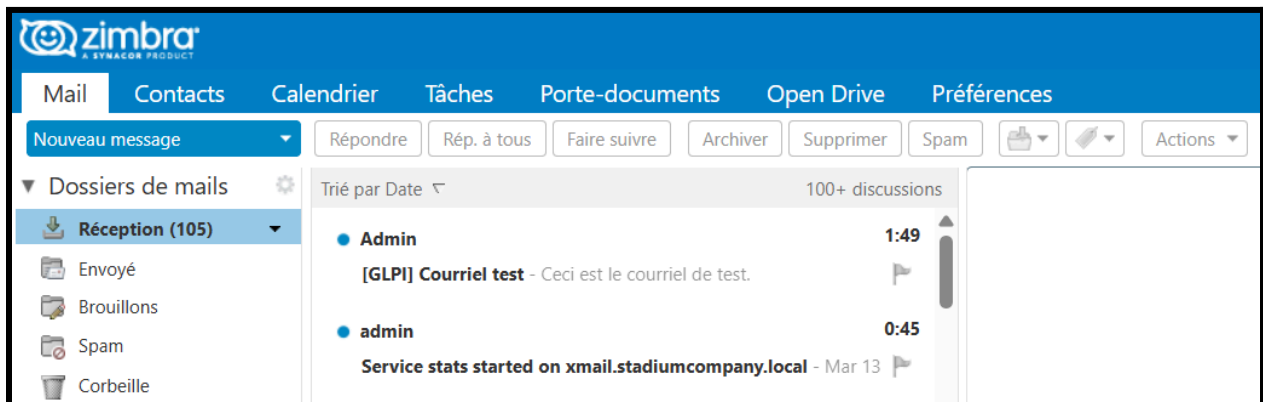 zimbra
A SYNACOR PRODUCT
Mail Contacts Calendrier Tâches Porte-documents Open Drive Préférences
Nouveau message Répondre Rép. à tous Faire suivre Archiver Supprimer Spam Actions
Dossiers de mails
Réception (105)
Envoyé
Brouillons
Spam
Corbeille
Trié par Date 100+ discussions
Admin 1:49
[GLPI] Courriel test - Ceci est le courriel de test.
admin 0:45
Service stats started on xmail.stadiumcompany.local - Mar 13